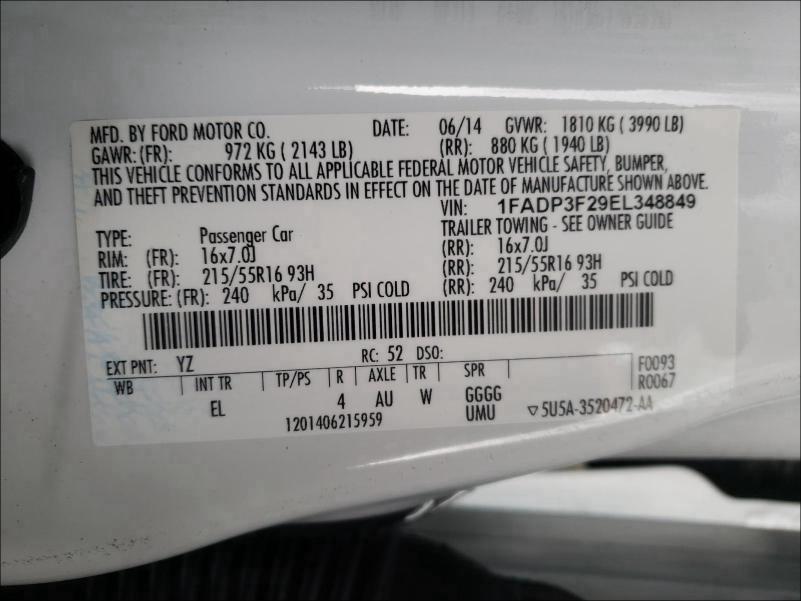 MFD. BY FORD MOTOR CO. DATE: 06/14 GVWR: 1810 KG ( 3990 LB)
GAWR: (FR): 972 KG ( 2143 LB) (RR): 880 KG ( 1940 LB)
THIS VEHICLE CONFORMS TO ALL APPLICABLE FEDERAL MOTOR VEHICLE SAFETY, BUMPER,
AND THEFT PREVENTION STANDARDS IN EFFECT ON THE DATE OF MANUFACTURE SHOWN ABOVE.
VIN: 1FADP3F29EL348849
TYPE: Passenger Car TRAILER TOWING - SEE OWNER GUIDE
RIM: (FR): 16x7.0J (RR): 16x7.0J
TIRE: (FR): 215/55R16 93H (RR): 215/55R16 93H
PRESSURE: (FR): 240 kPa/ 35 PSI COLD (RR): 240 kPa/ 35 PSI COLD
EXT PNT: YZ RC: 52 DSO: F0093
WB INT TR TP/PS R AXLE TR SPR R0067
EL 4 AU W GGGG
1201406215959 UMU ▽5U5A-3520472-AA